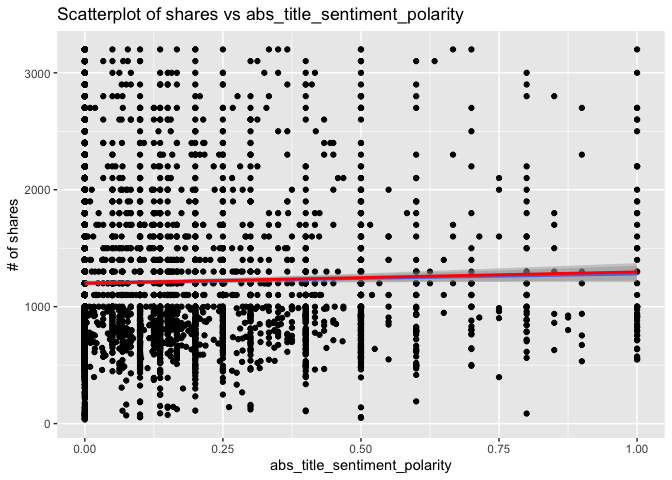 Scatterplot of shares vs abs_title_sentiment_polarity
# of shares
3000
2000
1000
0
0.00 0.25 0.50 0.75 1.00
abs_title_sentiment_polarity